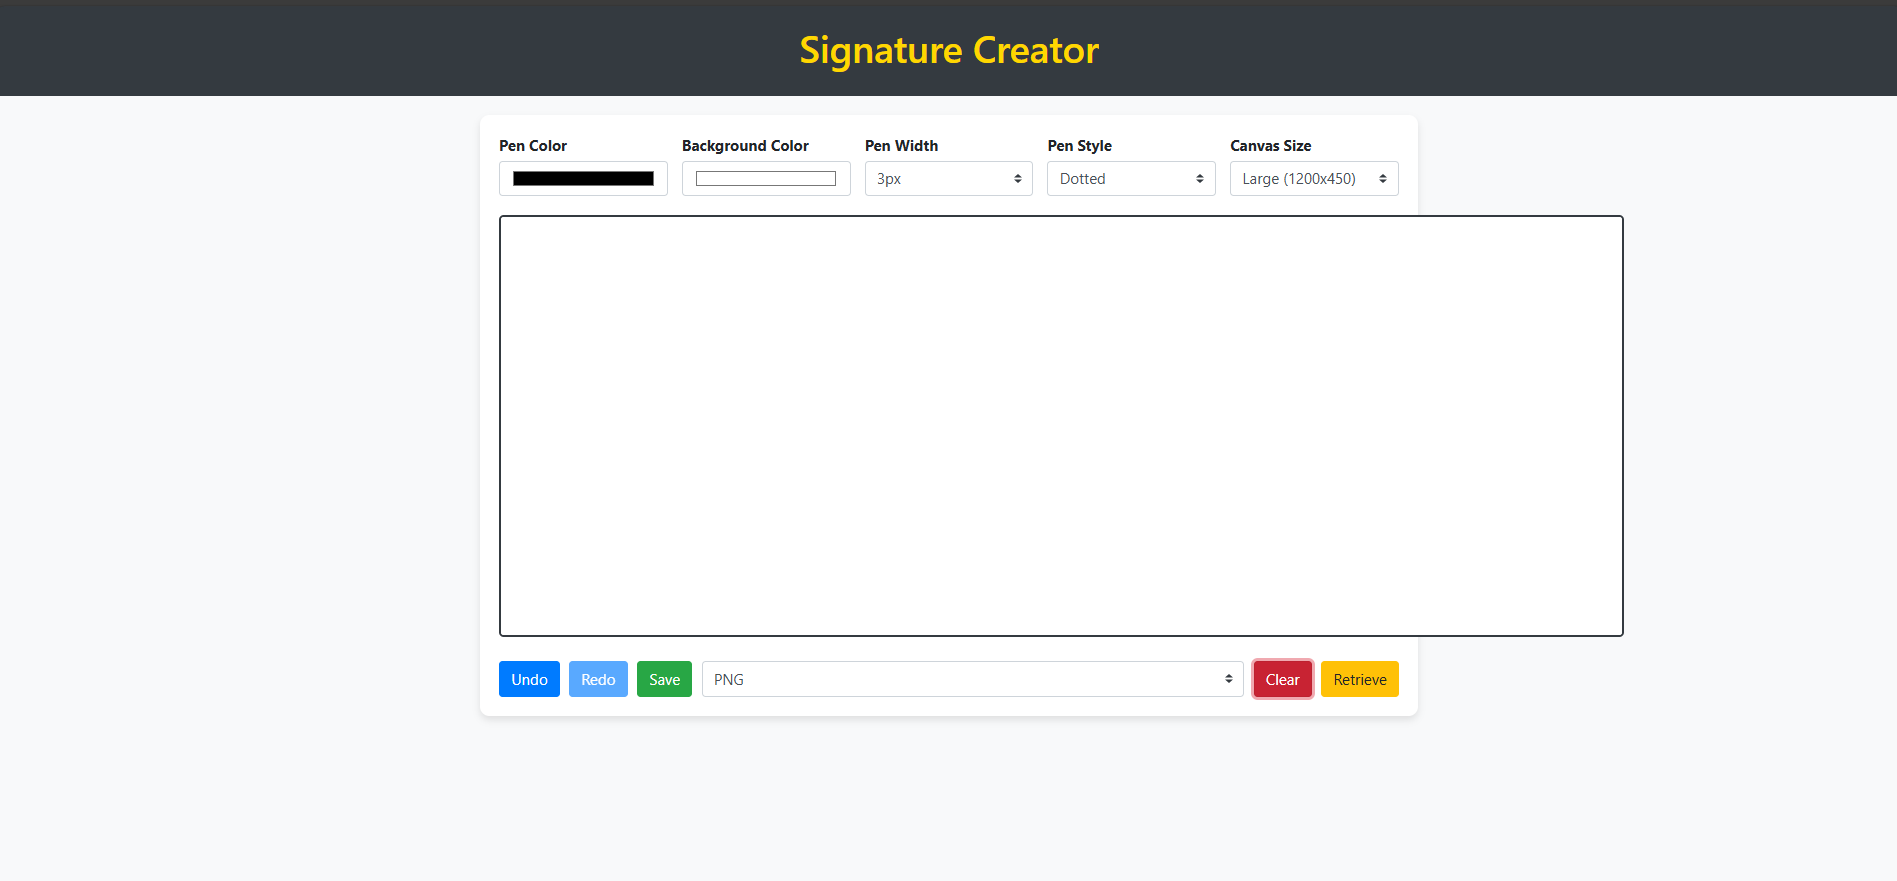 Signature Creator
Pen Color Background Color Pen Width Pen Style Canvas Size
3px Dotted Large (1200x450)
Undo Redo Save PNG Clear Retrieve